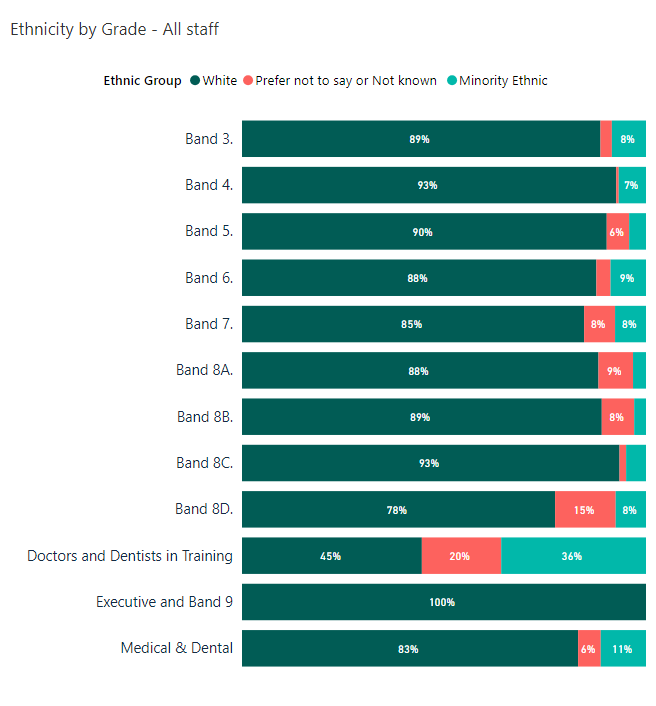 Ethnicity by Grade - All staff
Ethnic Group White Prefer not to say or Not known Minority Ethnic
Band 3. 89% 8%
Band 4. 93% 7%
Band 5. 90% 6%
Band 6. 88% 9%
Band 7. 85% 8% 8%
Band 8A. 88% 9%
Band 8B. 89% 8%
Band 8C. 93%
Band 8D. 78% 15% 8%
Doctors and Dentists in Training 45% 20% 36%
Executive and Band 9 100%
Medical & Dental 83% 6% 11%